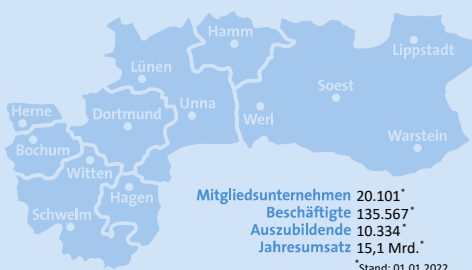 Hamm
Lippstadt
Lünen
Soest
Unna
Herne
Dortmund
Werl
Warstein
Bochum
Witten
Hagen
Schwelm
Mitgliedsunternehmen 20.101*
Beschäftigte 135.567*
Auszubildende 10.334*
Jahresumsatz 15,1 Mrd.*
*Stand: 01.01.2022